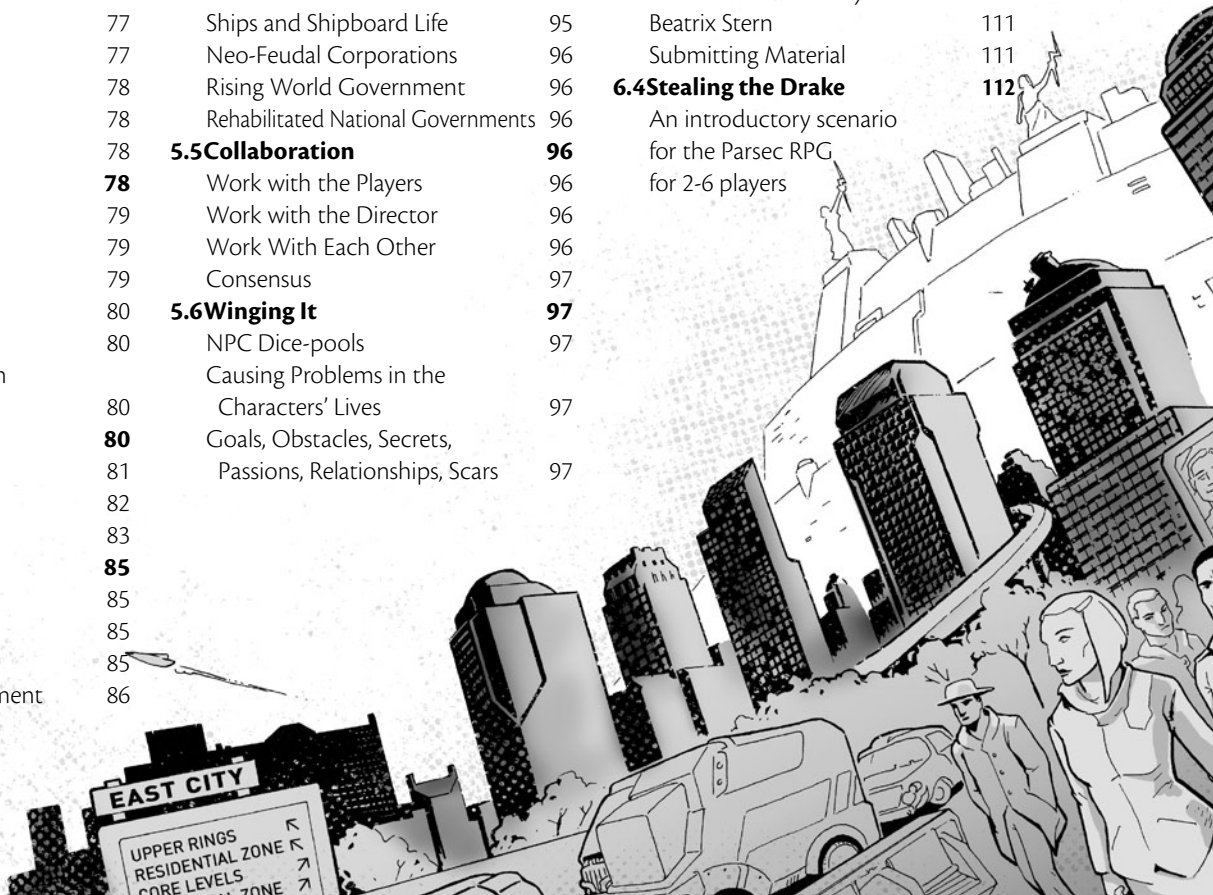 77
77
78
78
78
78
79
79
79
80
80
80
80
81
82
83
85
85
85
85
ment 86
Ships and Shipboard Life 95
Neo-Feudal Corporations 96
Rising World Government 96
Rehabilitated National Governments 96
5.5Collaboration 96
Work with the Players 96
Work with the Director 96
Work With Each Other 96
Consensus 97
5.6Winging It 97
NPC Dice-pools 97
Causing Problems in the
Characters' Lives 97
Goals, Obstacles, Secrets,
Passions, Relationships, Scars 97
Beatrix Stern 111
Submitting Material 111
6.4Stealing the Drake 112
An introductory scenario
for the Parsec RPG
for 2-6 players
EAST CITY
UPPER RINGS
RESIDENTIAL ZONE
CORE LEVELS
ZONE